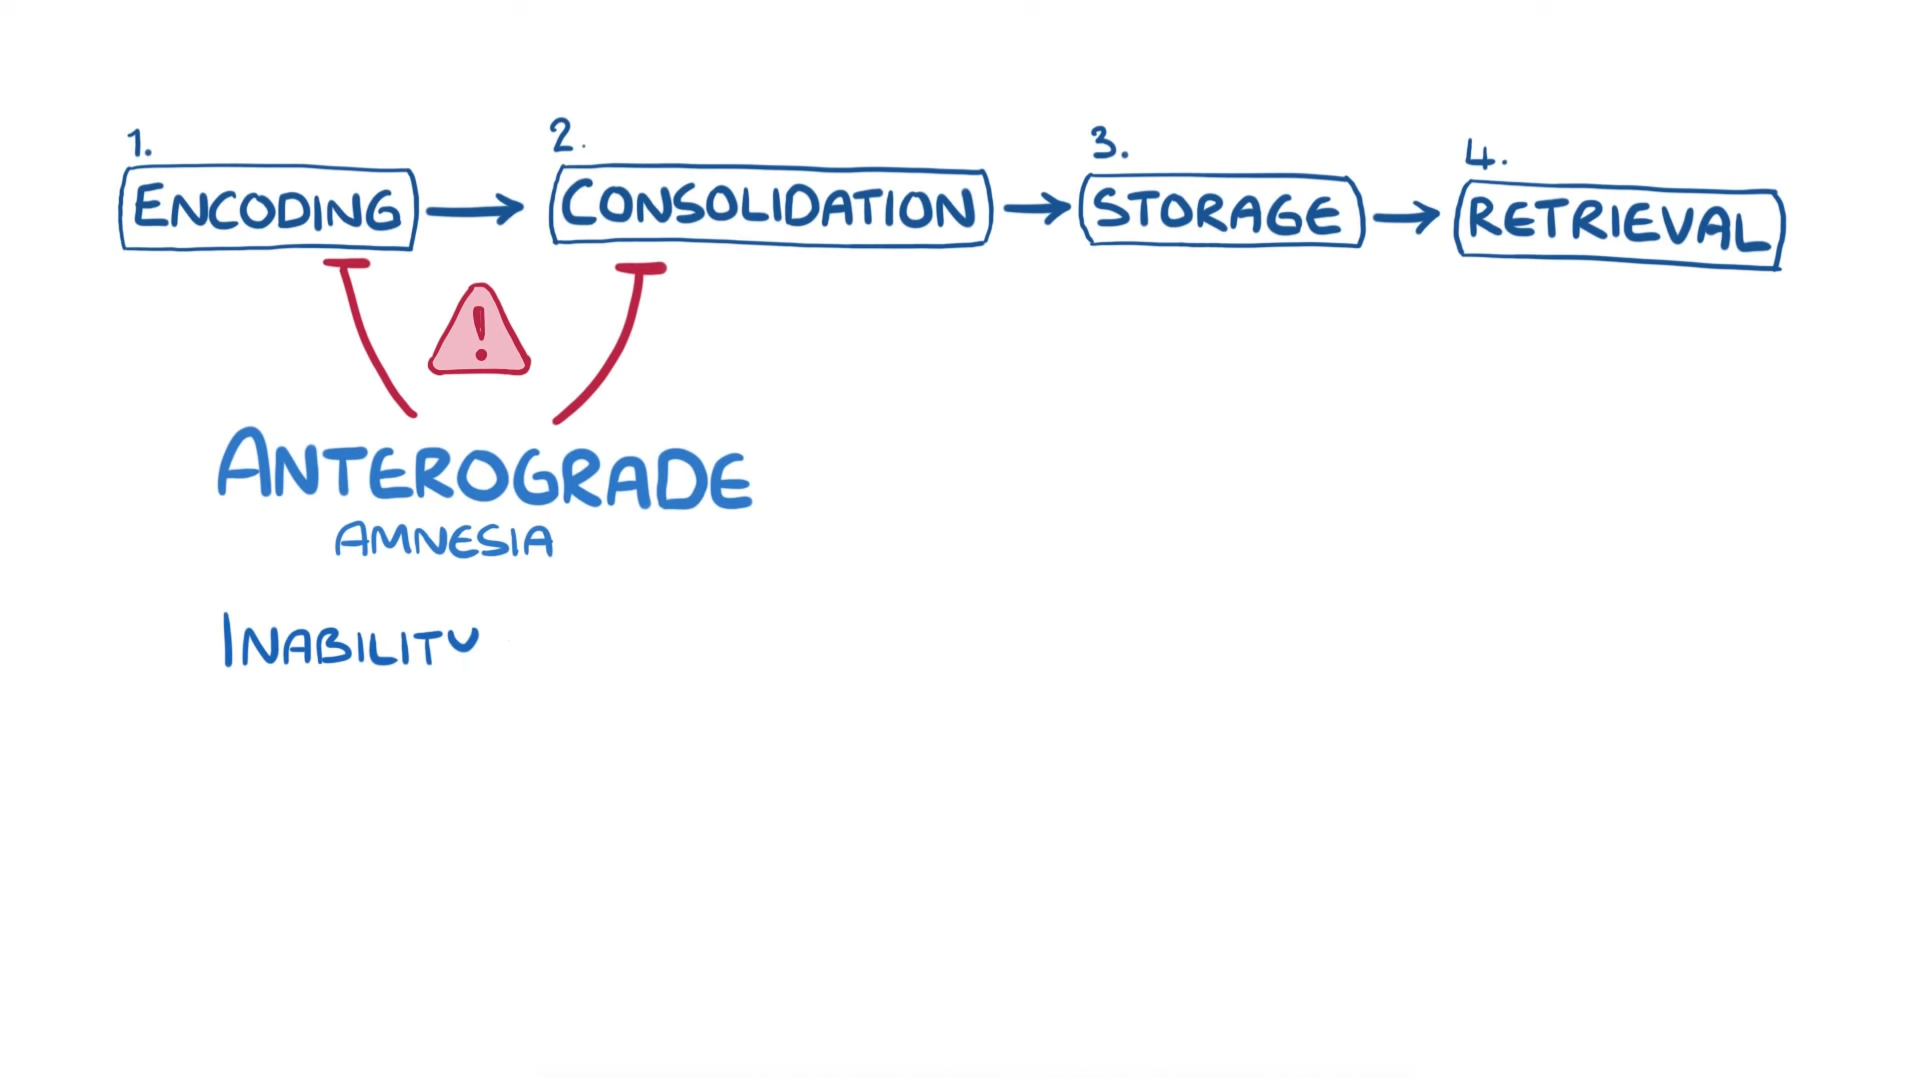 1. 2. 3. 4.
ENCODING → CONSOLIDATION → STORAGE → RETRIEVAL
!
ANTEROGRADE
AMNESIA
INABILITY